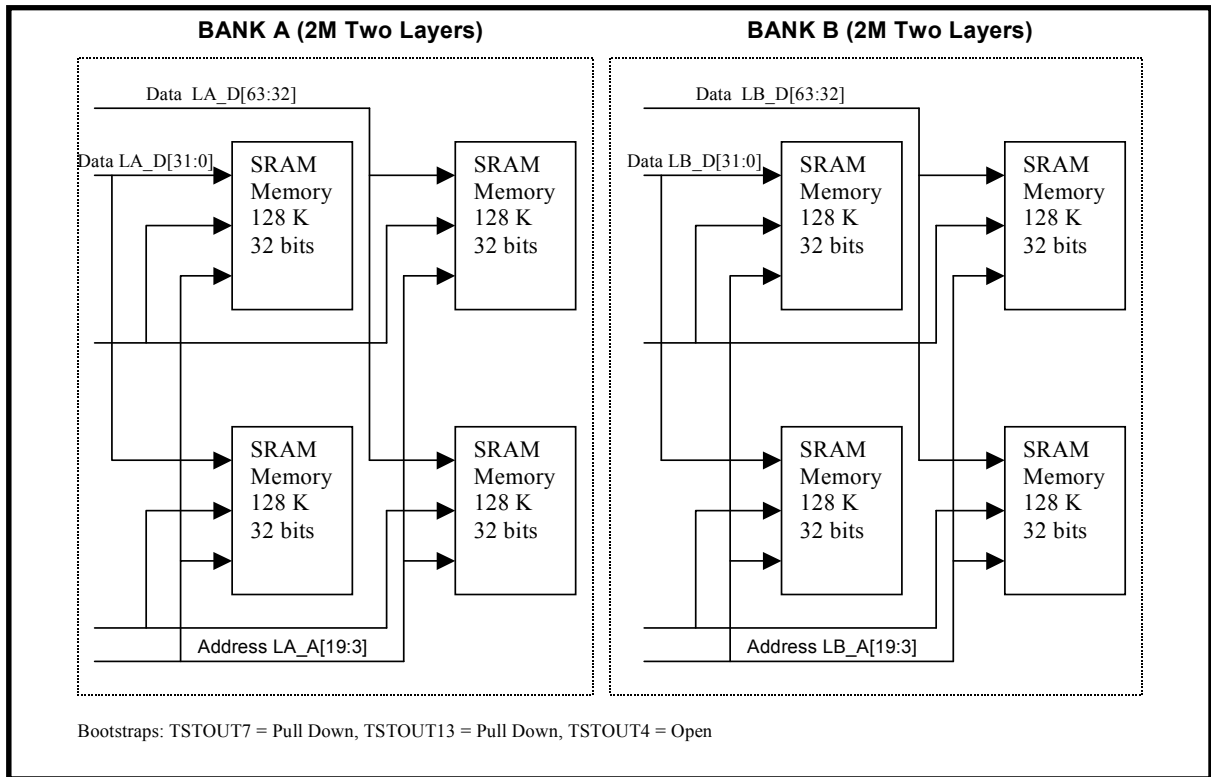 BANK A (2M Two Layers)
BANK B (2M Two Layers)
Data LA_D[63:32]
Data LA_D[31:0]
SRAM
Memory
128 K
32 bits
SRAM
Memory
128 K
32 bits
SRAM
Memory
128 K
32 bits
SRAM
Memory
128 K
32 bits
Address LA_A[19:3]
Data LB_D[63:32]
Data LB_D[31:0]
SRAM
Memory
128 K
32 bits
SRAM
Memory
128 K
32 bits
SRAM
Memory
128 K
32 bits
SRAM
Memory
128 K
32 bits
Address LB_A[19:3]
Bootstraps: TSTOUT7 = Pull Down, TSTOUT13 = Pull Down, TSTOUT4 = Open